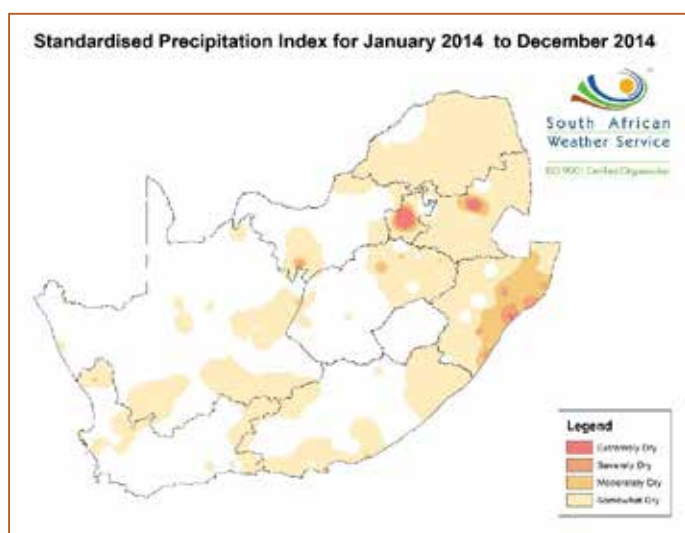 Standardised Precipitation Index for January 2014 to December 2014
South African
Weather Service
ISO 9001 Certified Organisation
Legend
Extremely Dry
Severely Dry
Moderately Dry
Somewhat Dry